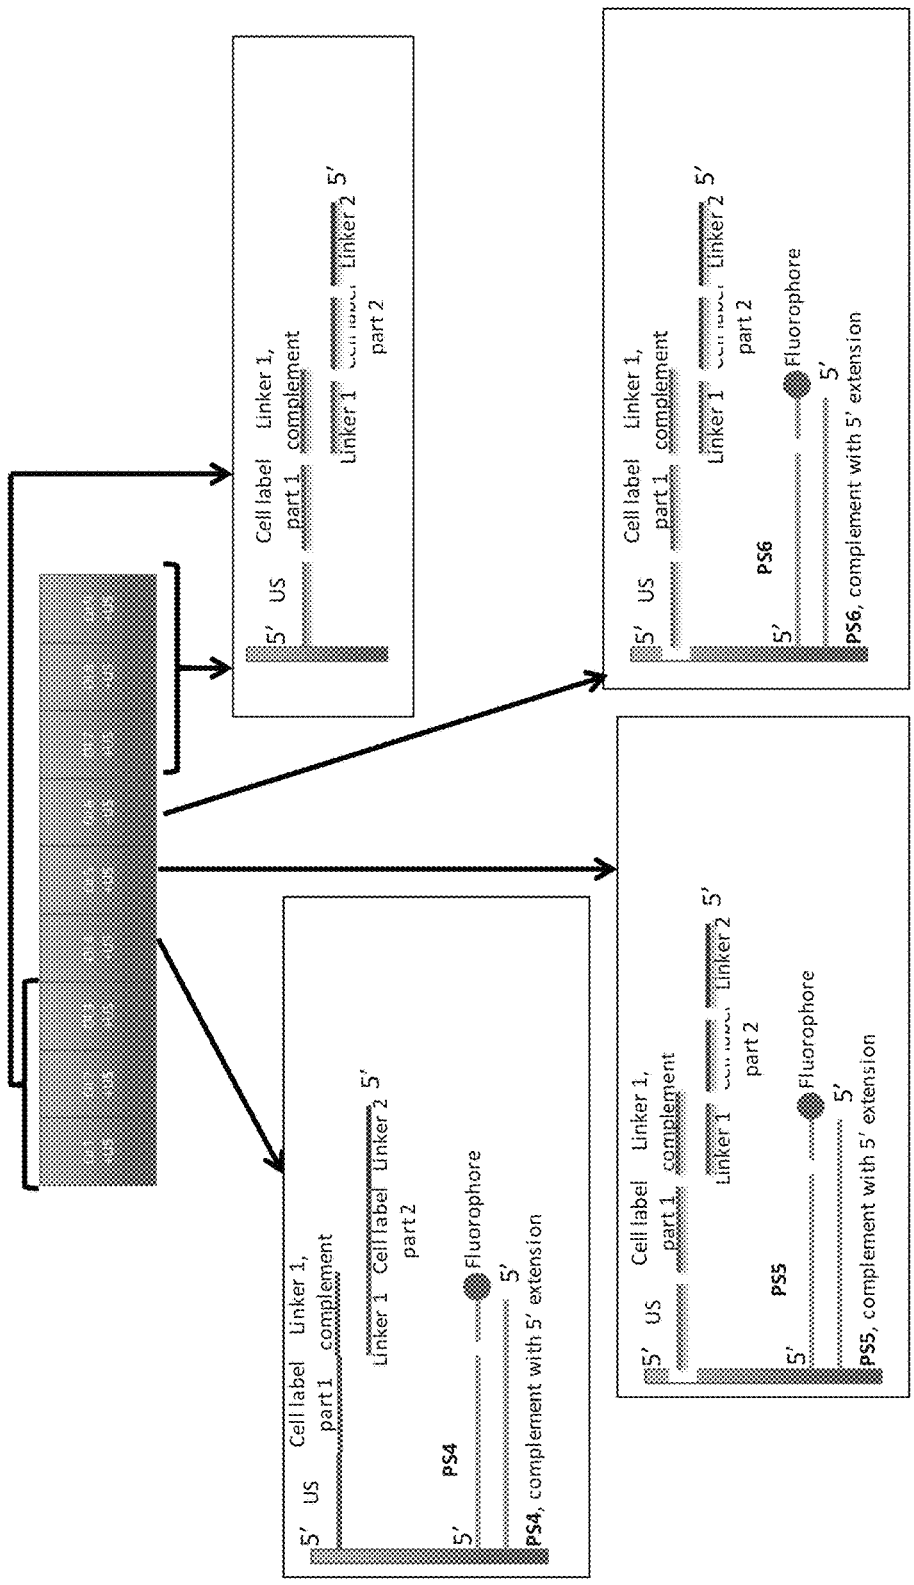 5′ US
Cell label
part 1
Linker 1,
complement
Linker 1
part 2
Linker 2
5′
5′ US
Cell label
part 1
Linker 1,
complement
Linker 1
Cell label
part 2
Linker 2
5′
5′
PS4
Fluorophore
5′
PS4, complement with 5′ extension
5′ US
Cell label
part 1
Linker 1,
complement
Linker 1
part 2
Linker 2
5′
5′
PS5
Fluorophore
5′
PS5, complement with 5′ extension
5′ US
Cell label
part 1
Linker 1,
complement
Linker 1
part 2
Linker 2
5′
5′
PS6
Fluorophore
5′
PS6, complement with 5′ extension